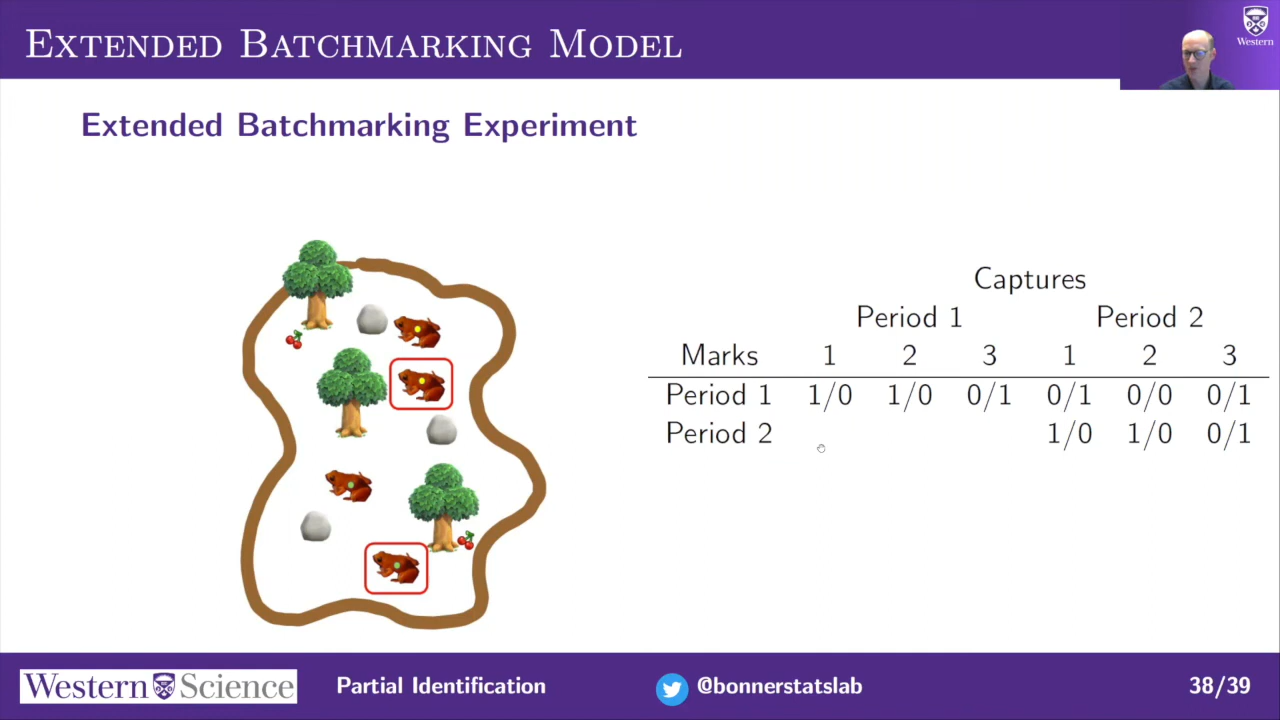 EXTENDED BATCHMARKING MODEL
Western
Extended Batchmarking Experiment
Captures
Period 1 Period 2
Marks 1 2 3 1 2 3
Period 1 1/0 1/0 0/1 0/1 0/0 0/1
Period 2 1/0 1/0 0/1
Western Science Partial Identification @bonnerstatslab 38/39